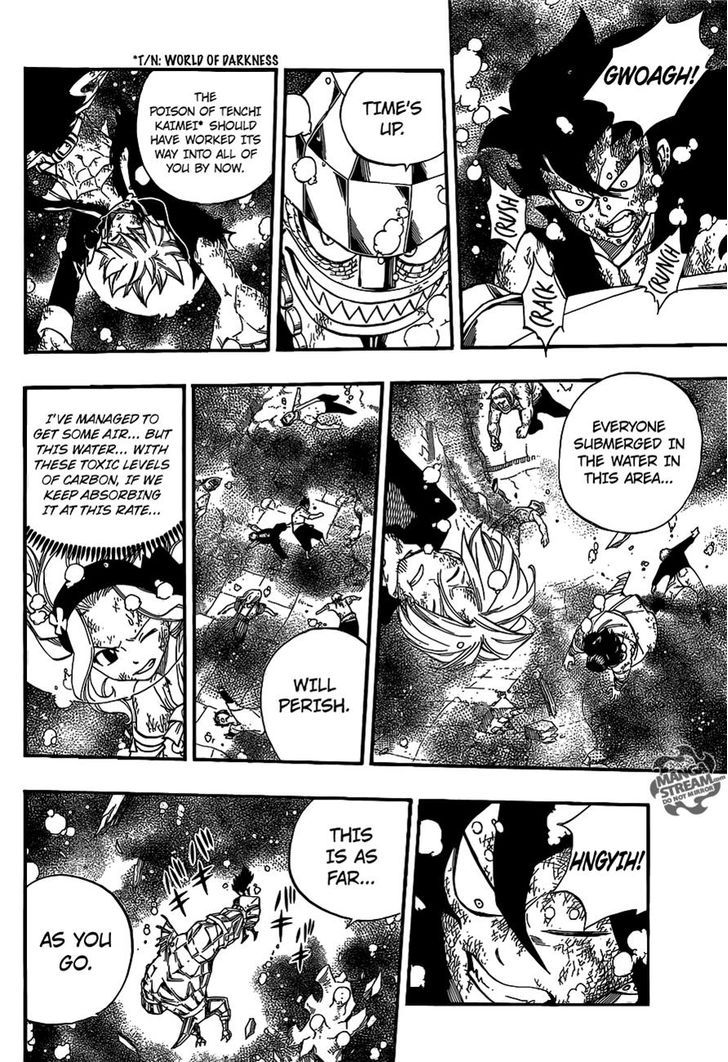 GWOAGH!
CRUSH
CRACK
CRUNCH
TIME'S
UP.
*T/N: WORLD OF DARKNESS
THE
POISON OF TENCHI
KAIMEI* SHOULD
HAVE WORKED ITS
WAY INTO ALL OF
YOU BY NOW.
EVERYONE
SUBMERGED IN
THE WATER IN
THIS AREA...
WILL
PERISH.
I'VE MANAGED TO
GET SOME AIR... BUT
THIS WATER... WITH
THESE TOXIC LEVELS
OF CARBON, IF WE
KEEP ABSORBING
IT AT THIS RATE...
MANGA
STREAM.com
DO NOT MIRROR
HNGYIH!
THIS
IS AS
FAR...
AS YOU
GO.